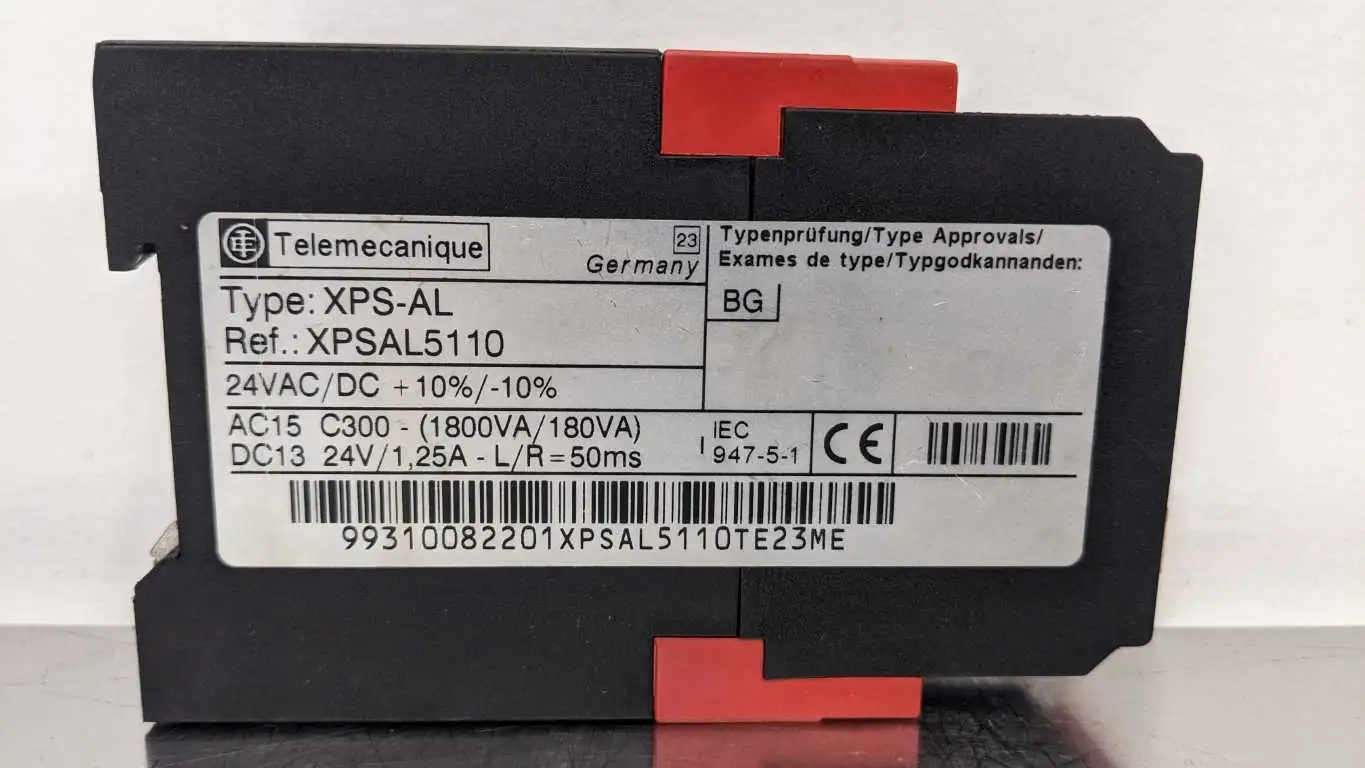 Telemecanique
23
Germany
Type: XPS-AL
Ref.: XPSAL5110
24VAC/DC +10%/-10%
Typenprüfung/Type Approvals/
Exames de type/Typgodkannanden:
BG
AC15 C300 - (1800VA/180VA)
DC13 24V/1,25A - L/R=50ms
IEC
947-5-1
CE
99310082201XPSAL5110TE23ME